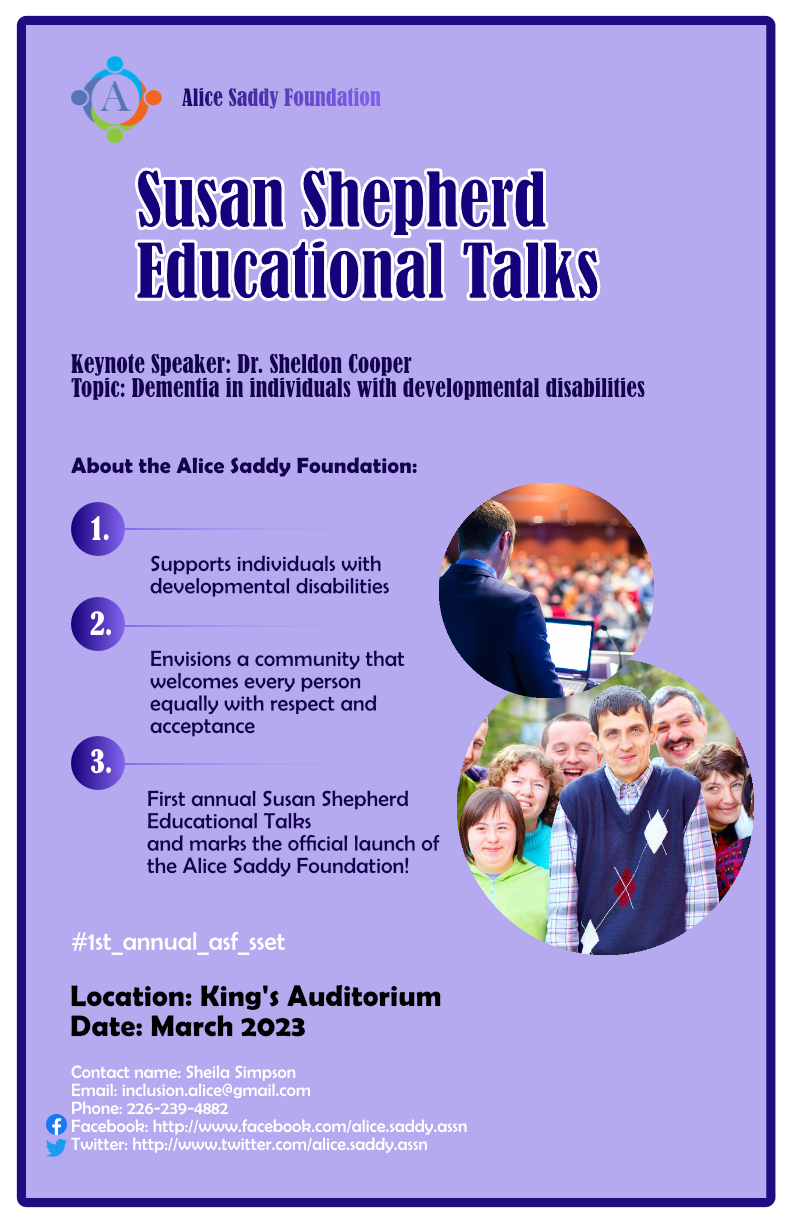 A
Alice Saddy Foundation
Susan Shepherd
Educational Talks
Keynote Speaker: Dr. Sheldon Cooper
Topic: Dementia in individuals with developmental disabilities
About the Alice Saddy Foundation:
1.
Supports individuals with
developmental disabilities
2.
Envisions a community that
welcomes every person
equally with respect and
acceptance
3.
First annual Susan Shepherd
Educational Talks
and marks the official launch of
the Alice Saddy Foundation!
#1st_annual_asf_sset
Location: King's Auditorium
Date: March 2023
Contact name: Sheila Simpson
Email: inclusion.alice@gmail.com
Phone: 226-239-4882
Facebook: http://www.facebook.com/alice.saddy.assn
Twitter: http://www.twitter.com/alice.saddy.assn